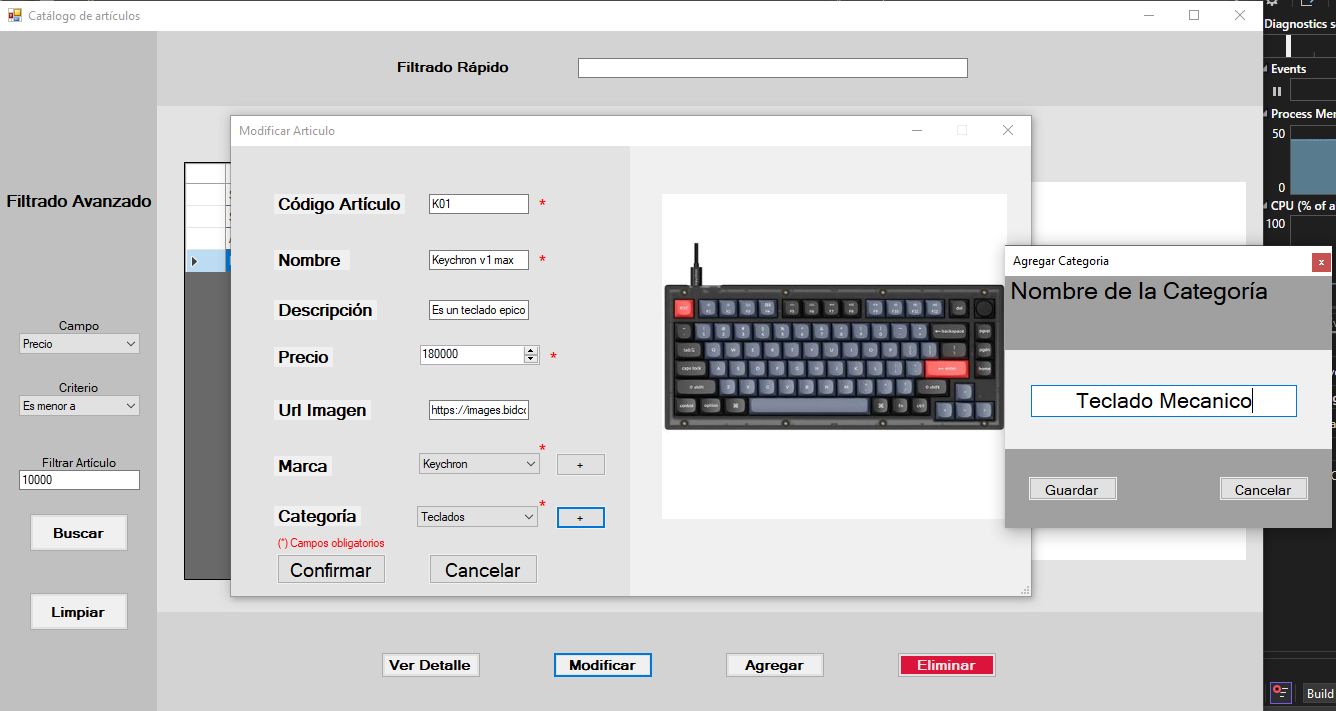 Catálogo de artículos
Diagnostics s
Filtrado Rápido
Events
Process Mer
50
0
CPU (% of a
100
Filtrado Avanzado
Campo
Precio
Criterio
Es menor a
Filtrar Artículo
10000
Buscar
Limpiar
Modificar Articulo
Código Artículo
K01
*
Nombre
Keychron v1 max
*
Descripción
Es un teclado epico
Precio
180000
*
Url Imagen
https://images.bidco
Marca
Keychron
*
+
Categoría
Teclados
*
+
(*) Campos obligatorios
Confirmar
Cancelar
Agregar Categoria
x
Nombre de la Categoría
Teclado Mecanico
Guardar
Cancelar
Ver Detalle
Modificar
Agregar
Eliminar
Build